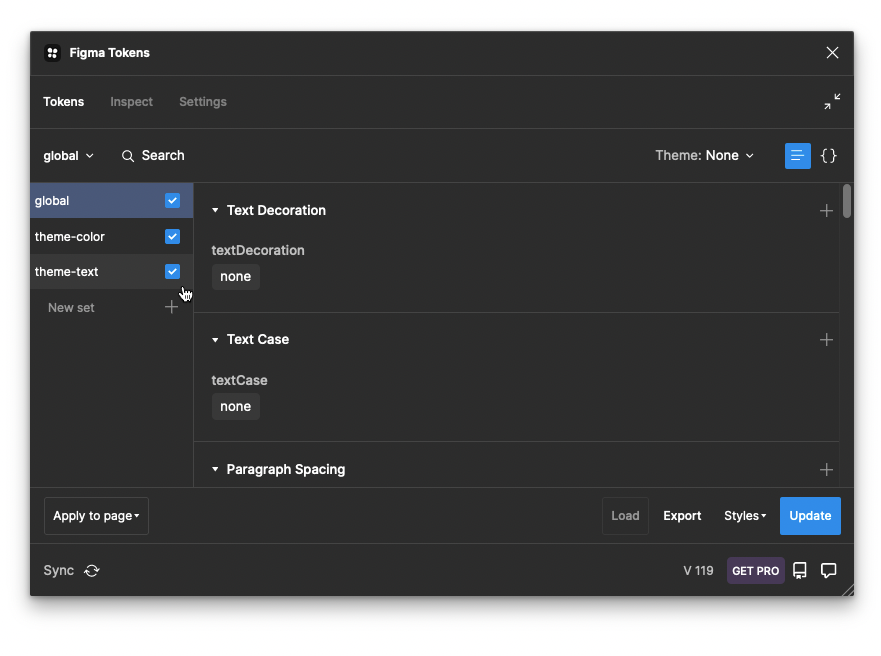 Figma Tokens
Tokens Inspect Settings
global Search Theme: None {}
global
theme-color
theme-text
New set
Text Decoration
textDecoration
none
Text Case
textCase
none
Paragraph Spacing
Apply to page Load Export Styles Update
Sync V 119 GET PRO